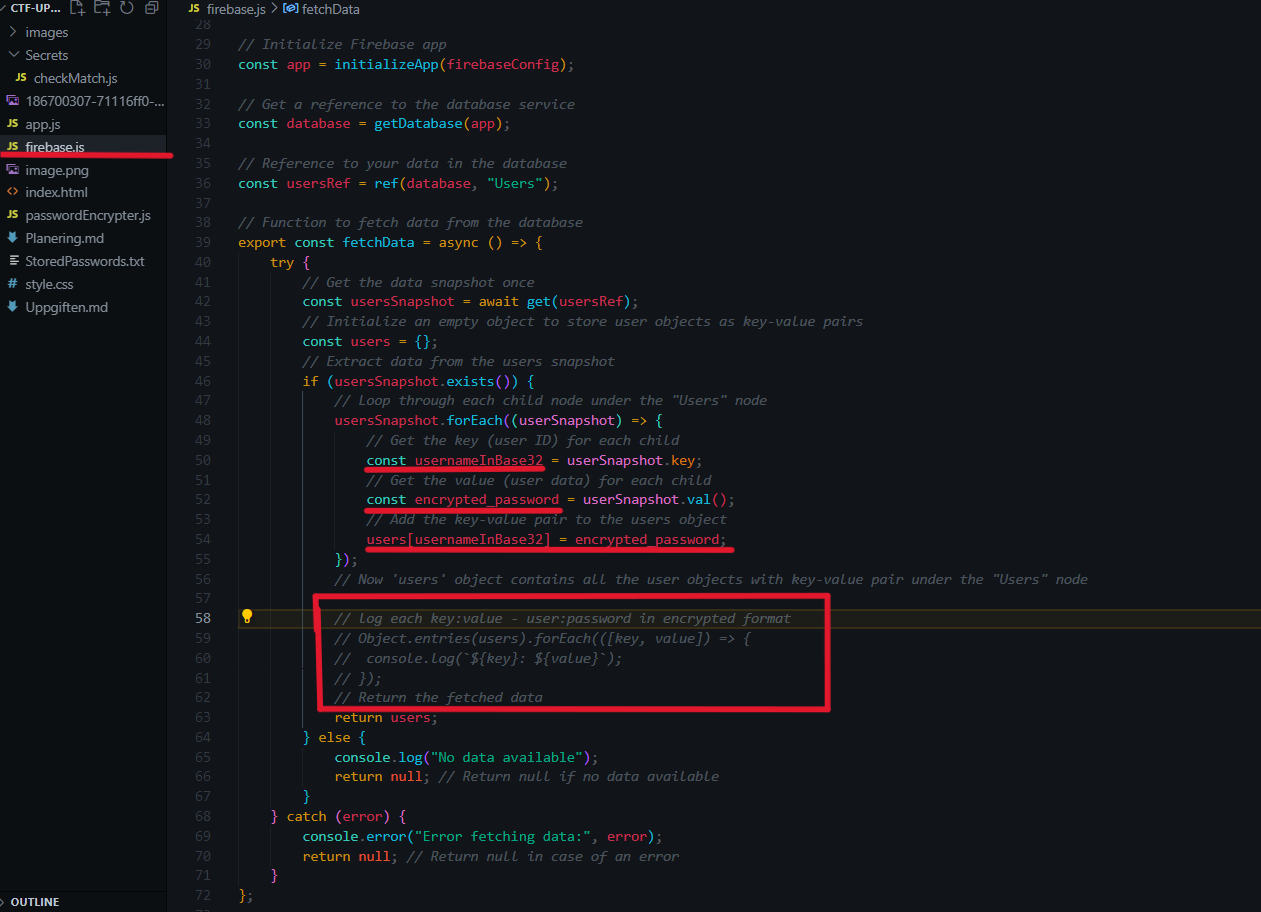 CTF-UP...
images
Secrets
JS checkMatch.js
186700307-71116ff0-...
JS app.js
JS firebase.js
image.png
<> index.html
JS passwordEncrypter.js
Planering.md
StoredPasswords.txt
# style.css
Uppgiften.md
OUTLINE
JS firebase.js > fetchData
28
29 // Initialize Firebase app
30 const app = initializeApp(firebaseConfig);
31
32 // Get a reference to the database service
33 const database = getDatabase(app);
34
35 // Reference to your data in the database
36 const usersRef = ref(database, "Users");
37
38 // Function to fetch data from the database
39 export const fetchData = async () => {
40 try {
41 // Get the data snapshot once
42 const usersSnapshot = await get(usersRef);
43 // Initialize an empty object to store user objects as key-value pairs
44 const users = {};
45 // Extract data from the users snapshot
46 if (usersSnapshot.exists()) {
47 // Loop through each child node under the "Users" node
48 usersSnapshot.forEach((userSnapshot) => {
49 // Get the key (user ID) for each child
50 const usernameInBase32 = userSnapshot.key;
51 // Get the value (user data) for each child
52 const encrypted_password = userSnapshot.val();
53 // Add the key-value pair to the users object
54 users[usernameInBase32] = encrypted_password;
55 });
56 // Now 'users' object contains all the user objects with key-value pair under the "Users" node
57
58 // Log each key:value - user:password in encrypted format
59 // Object.entries(users).forEach(([key, value]) => {
60 // console.log(`${key}: ${value}`);
61 // });
62 // Return the fetched data
63 return users;
64 } else {
65 console.log("No data available");
66 return null; // Return null if no data available
67 }
68 } catch (error) {
69 console.error("Error fetching data:", error);
70 return null; // Return null in case of an error
71 }
72 };